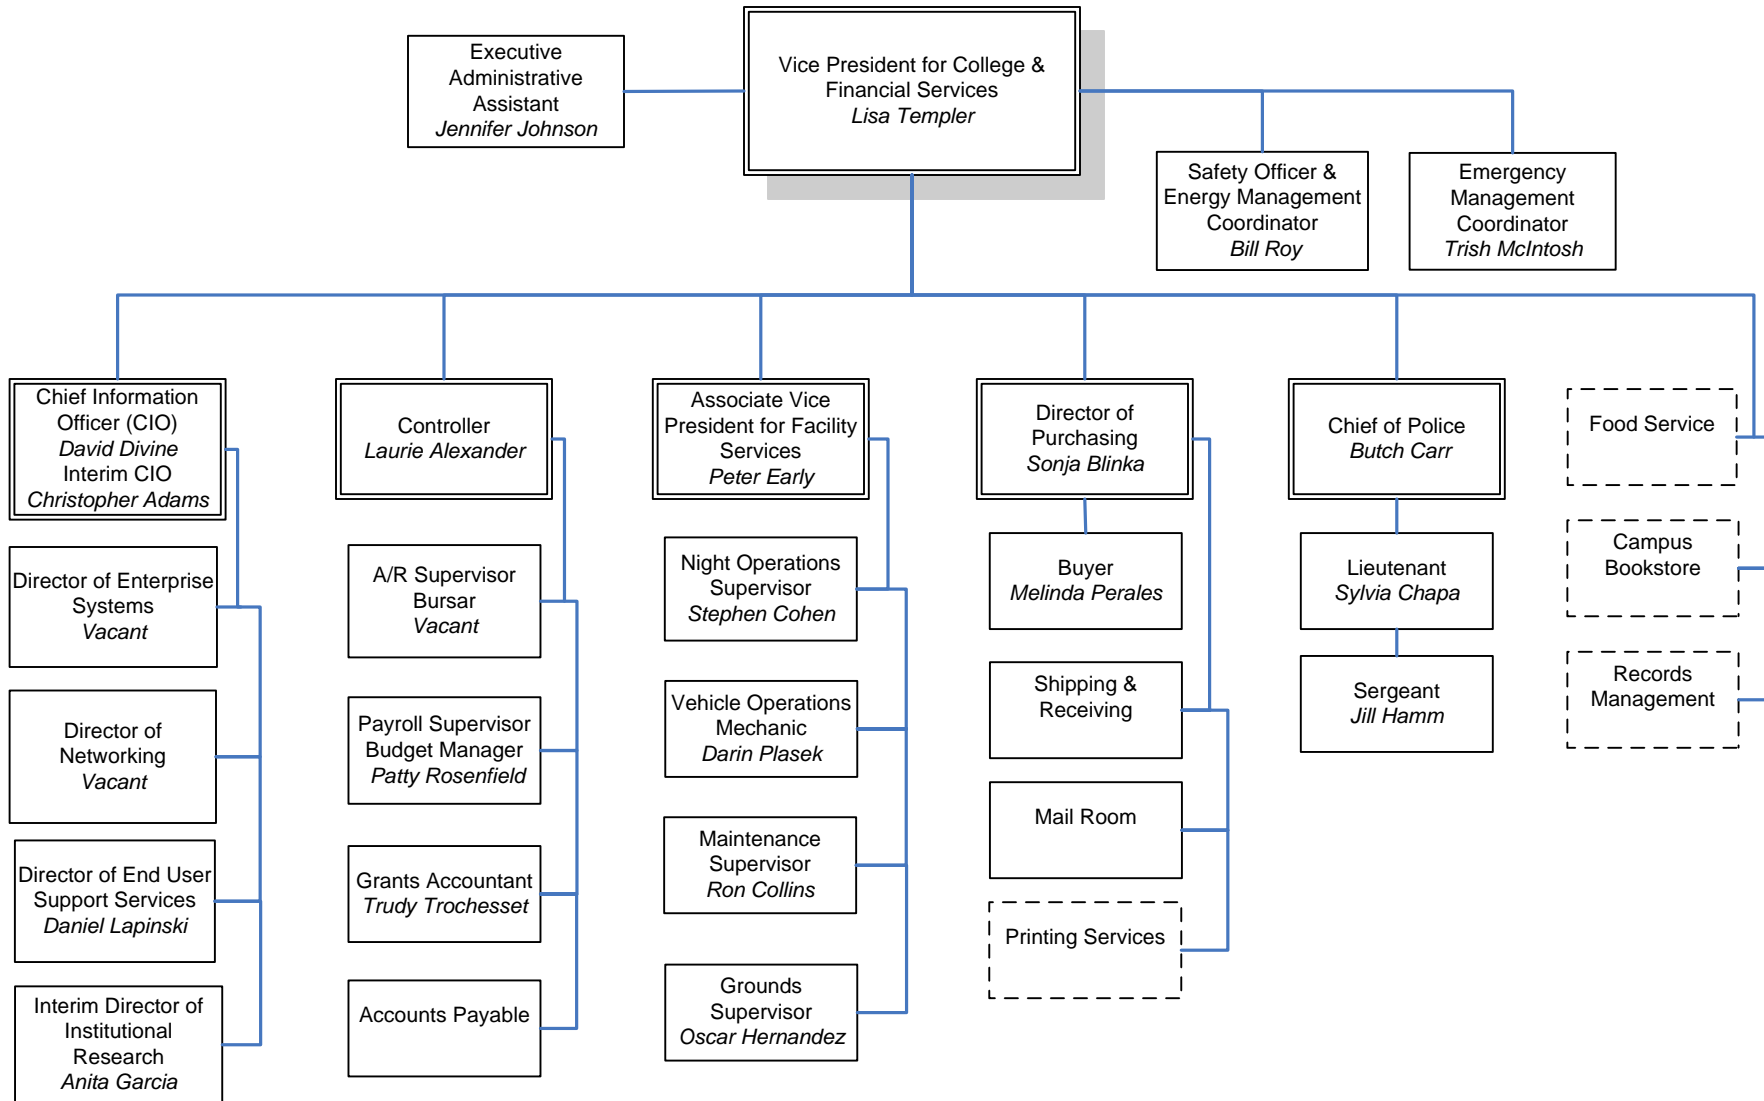 Executive
Administrative
Assistant
Jennifer Johnson
Vice President for College &
Financial Services
Lisa Templer
Safety Officer &
Energy Management
Coordinator
Bill Roy
Emergency
Management
Coordinator
Trish McIntosh
Chief Information
Officer (CIO)
David Divine
Interim CIO
Christopher Adams
Director of Enterprise
Systems
Vacant
Director of
Networking
Vacant
Director of End User
Support Services
Daniel Lapinski
Interim Director of
Institutional
Research
Anita Garcia
Controller
Laurie Alexander
A/R Supervisor
Bursar
Vacant
Payroll Supervisor
Budget Manager
Patty Rosenfield
Grants Accountant
Trudy Trochesset
Accounts Payable
Associate Vice
President for Facility
Services
Peter Early
Night Operations
Supervisor
Stephen Cohen
Vehicle Operations
Mechanic
Darin Plasek
Maintenance
Supervisor
Ron Collins
Grounds
Supervisor
Oscar Hernandez
Director of
Purchasing
Sonja Blinka
Buyer
Melinda Perales
Shipping &
Receiving
Mail Room
Printing Services
Chief of Police
Butch Carr
Lieutenant
Sylvia Chapa
Sergeant
Jill Hamm
Food Service
Campus
Bookstore
Records
Management